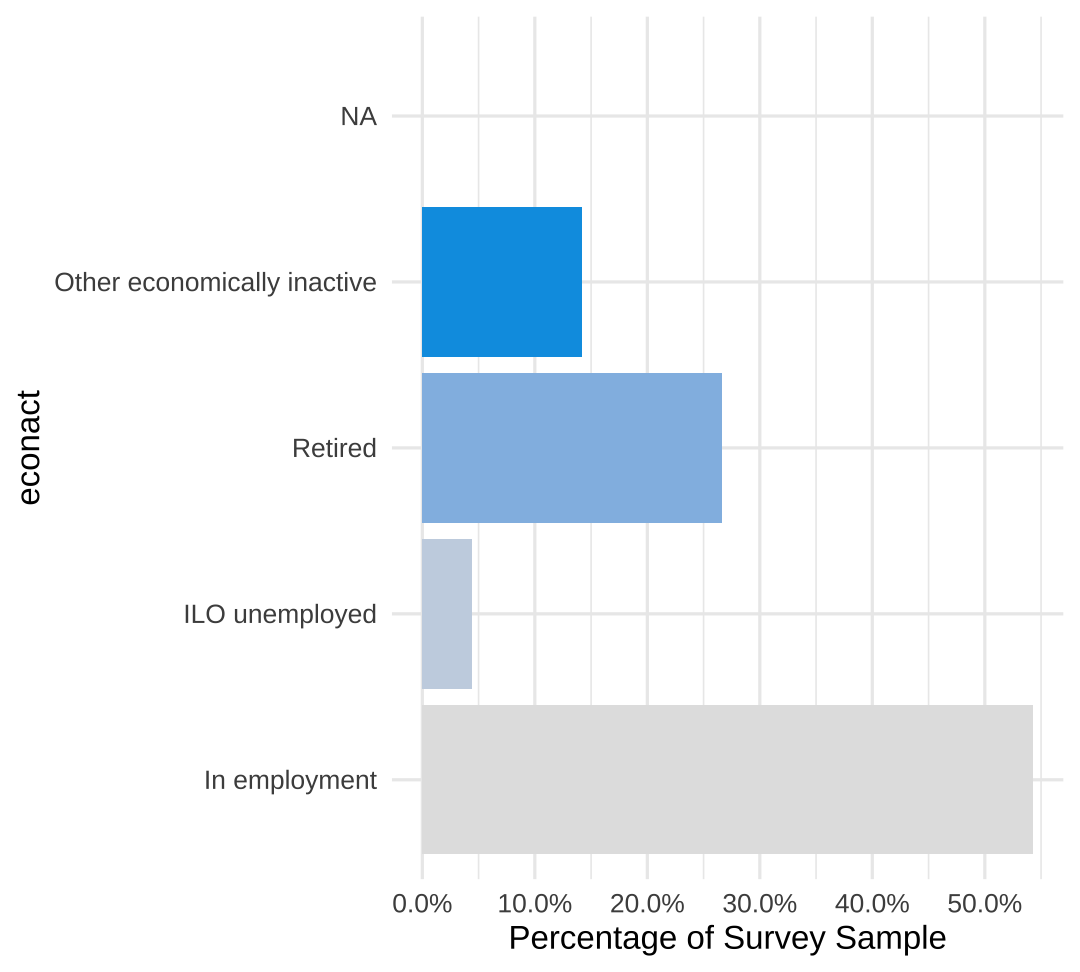 NA
Other economically inactive
Retired
ILO unemployed
In employment
econact
0.0% 10.0% 20.0% 30.0% 40.0% 50.0%
Percentage of Survey Sample